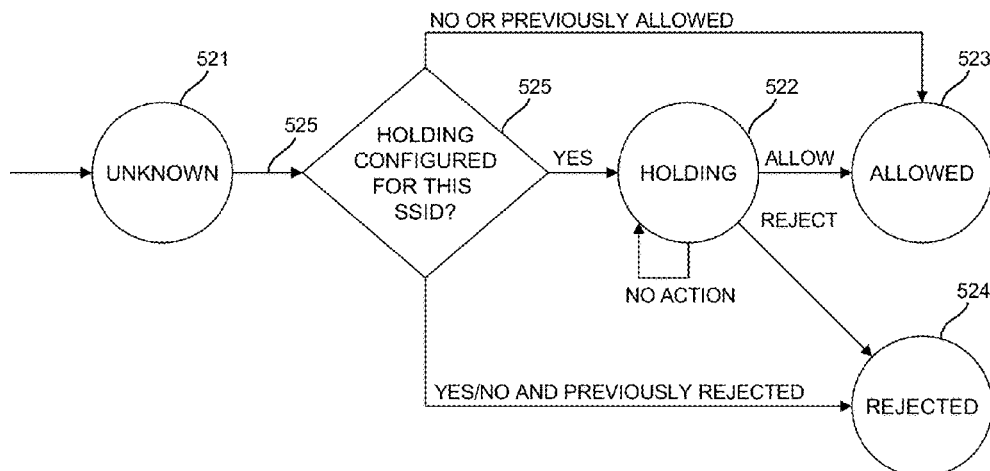 NO OR PREVIOUSLY ALLOWED
521
525
525
522
523
UNKNOWN
HOLDING
CONFIGURED
FOR THIS
SSID?
YES
HOLDING
ALLOW
ALLOWED
REJECT
NO ACTION
524
YES/NO AND PREVIOUSLY REJECTED
REJECTED